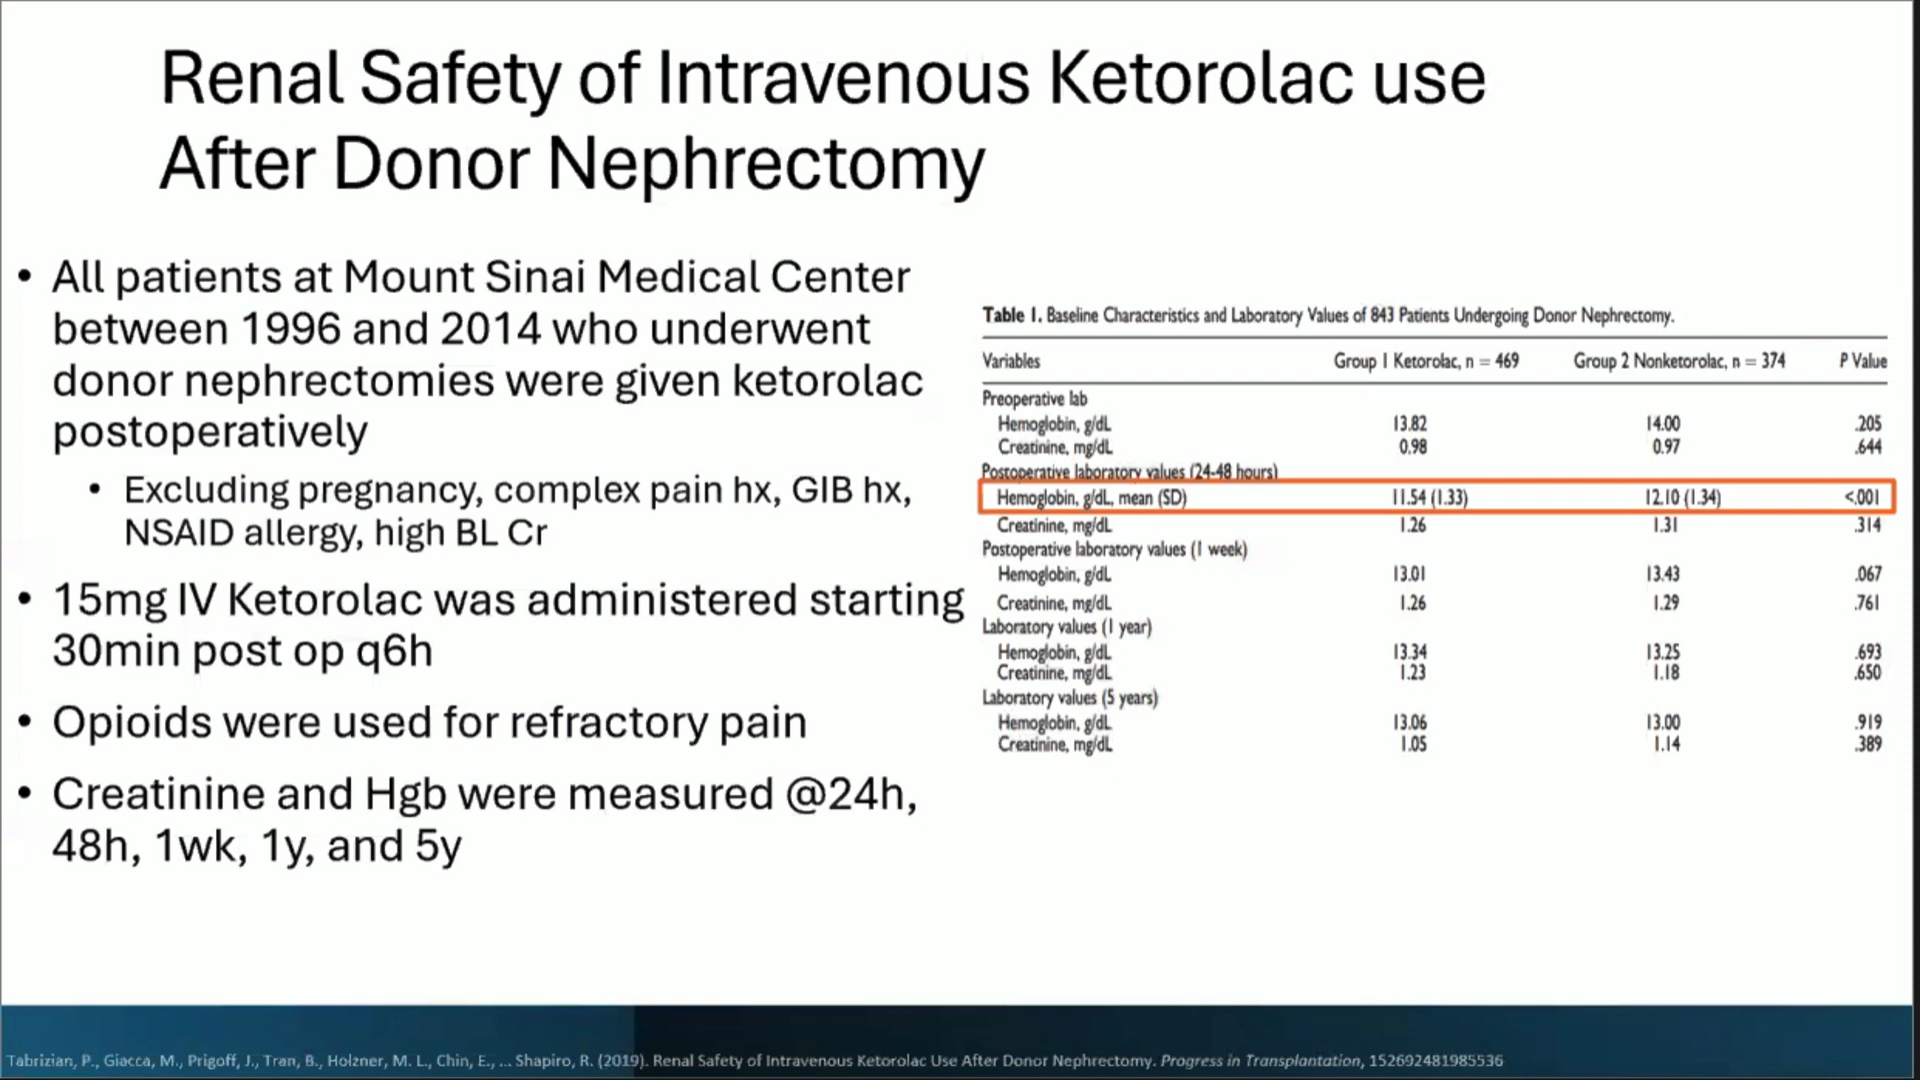 Renal Safety of Intravenous Ketorolac use
After Donor Nephrectomy
• All patients at Mount Sinai Medical Center
between 1996 and 2014 who underwent
donor nephrectomies were given ketorolac
postoperatively
• Excluding pregnancy, complex pain hx, GIB hx,
NSAID allergy, high BL Cr
• 15mg IV Ketorolac was administered starting
30min post op q6h
• Opioids were used for refractory pain
• Creatinine and Hgb were measured @24h,
48h, 1wk, 1y, and 5y
Table 1. Baseline Characteristics and Laboratory Values of 843 Patients Undergoing Donor Nephrectomy.
Variables Group 1 Ketorolac, n = 469 Group 2 Nonketorolac, n = 374 P Value
Preoperative lab
Hemoglobin, g/dL 13.82 14.00 .205
Creatinine, mg/dL 0.98 0.97 .644
Postoperative laboratory values (24-48 hours)
Hemoglobin, g/dL, mean (SD) 11.54 (1.33) 12.10 (1.34) <.001
Creatinine, mg/dL 1.26 1.31 .314
Postoperative laboratory values (1 week)
Hemoglobin, g/dL 13.01 13.43 .067
Creatinine, mg/dL 1.26 1.29 .761
Laboratory values (1 year)
Hemoglobin, g/dL 13.34 13.25 .693
Creatinine, mg/dL 1.23 1.18 .650
Laboratory values (5 years)
Hemoglobin, g/dL 13.06 13.00 .919
Creatinine, mg/dL 1.05 1.14 .389
Tabrizian, P., Giacca, M., Prigoff, J., Tran, B., Holzner, M. L., Chin, E., … Shapiro, R. (2019). Renal Safety of Intravenous Ketorolac Use After Donor Nephrectomy. Progress in Transplantation, 152692481985536